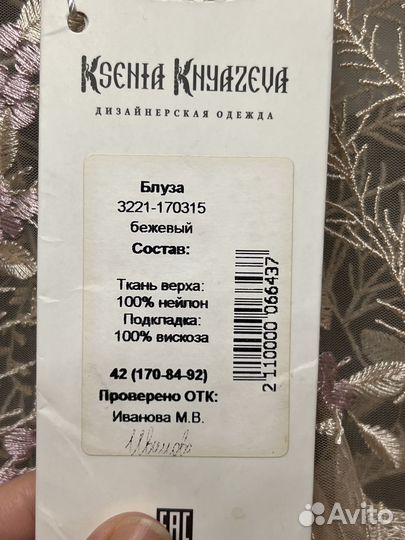 KSENIA KNYAZEVA
ДИЗАЙНЕРСКАЯ ОДЕЖДА
Блуза
3221-170315
бежевый
Состав:
Ткань верха:
100% нейлон
Подкладка:
100% вискоза
42 (170-84-92)
Проверено ОТК:
Иванова М.В.
Иванова
2 110000 066437
EAC
Avito